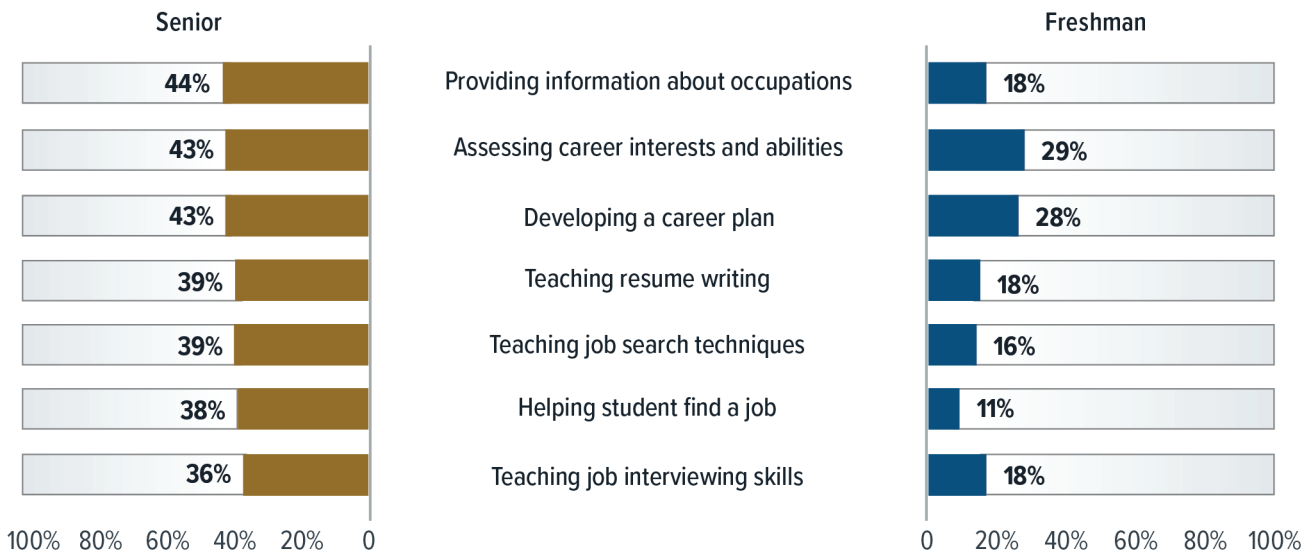 Senior Freshman
44% Providing information about occupations 18%
43% Assessing career interests and abilities 29%
43% Developing a career plan 28%
39% Teaching resume writing 18%
39% Teaching job search techniques 16%
38% Helping student find a job 11%
36% Teaching job interviewing skills 18%
100% 80% 60% 40% 20% 0 0 20% 40% 60% 80% 100%